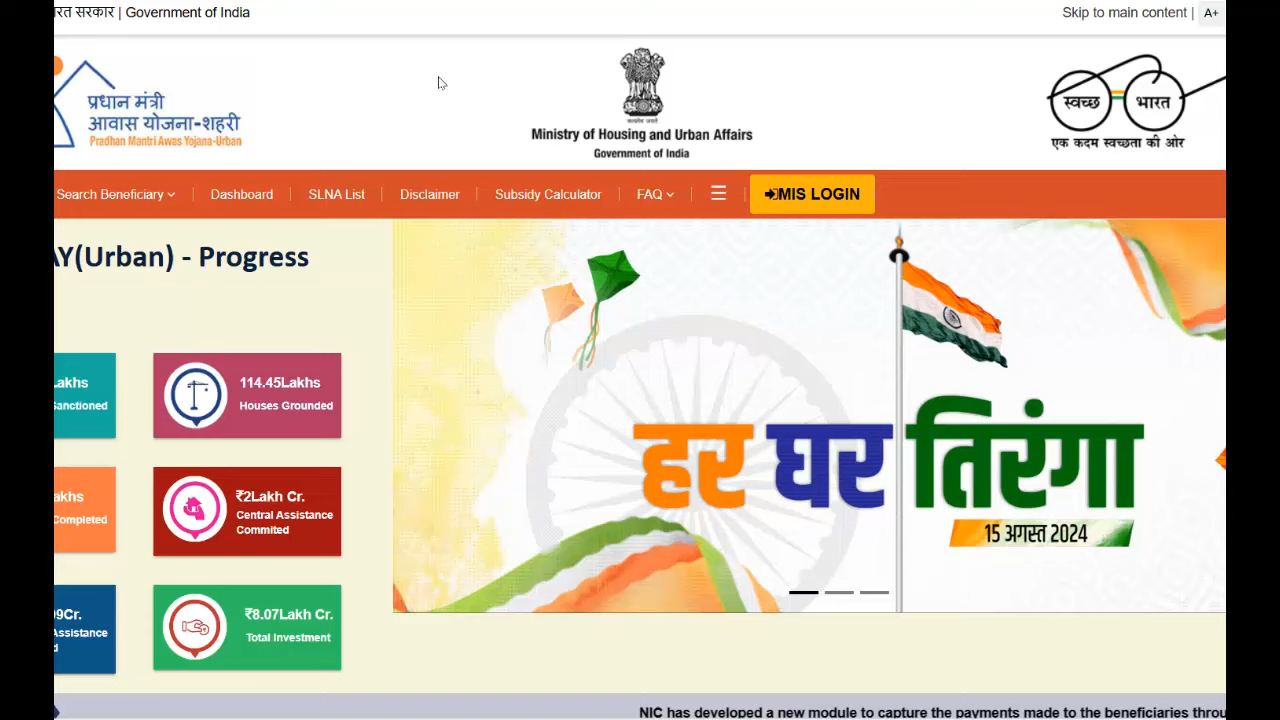 रत सरकार | Government of India
Skip to main content | A+
प्रधान मंत्री
आवास योजना-शहरी
Pradhan Mantri Awas Yojana-Urban
Ministry of Housing and Urban Affairs
Government of India
स्वच्छ भारत
एक कदम स्वच्छता की ओर
Search Beneficiary
Dashboard
SLNA List
Disclaimer
Subsidy Calculator
FAQ
MIS LOGIN
AY(Urban) - Progress
Lakhs
Sanctioned
114.45Lakhs
Houses Grounded
akhs
Completed
₹2Lakh Cr.
Central Assistance
Commited
9Cr.
Assistance
d
₹8.07Lakh Cr.
Total Investment
हर घर तिरंगा
15 अगस्त 2024
NIC has developed a new module to capture the payments made to the beneficiaries throu